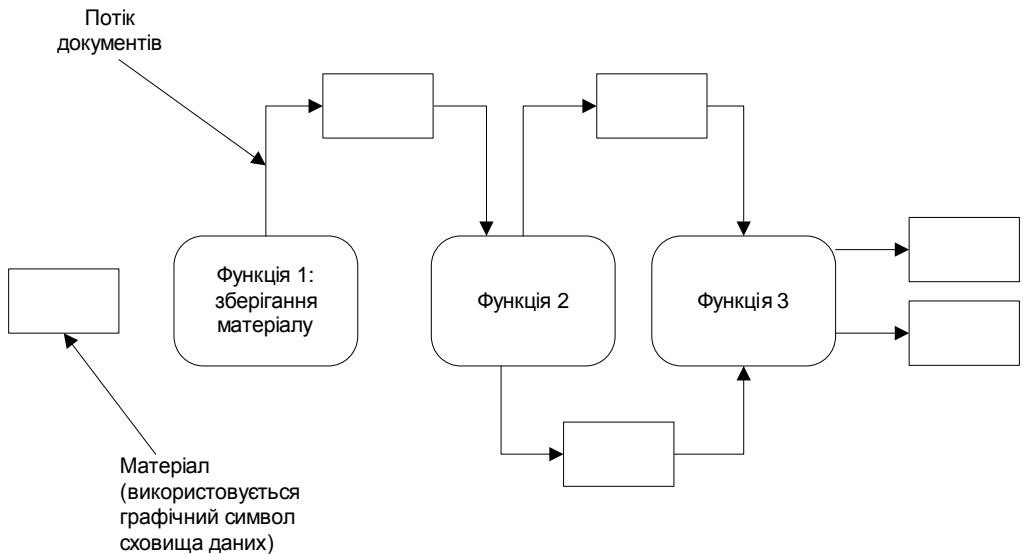 Потік
документів
Функція 1:
зберігання
матеріалу
Функція 2
Функція 3
Матеріал
(використовується
графічний символ
сховища даних)